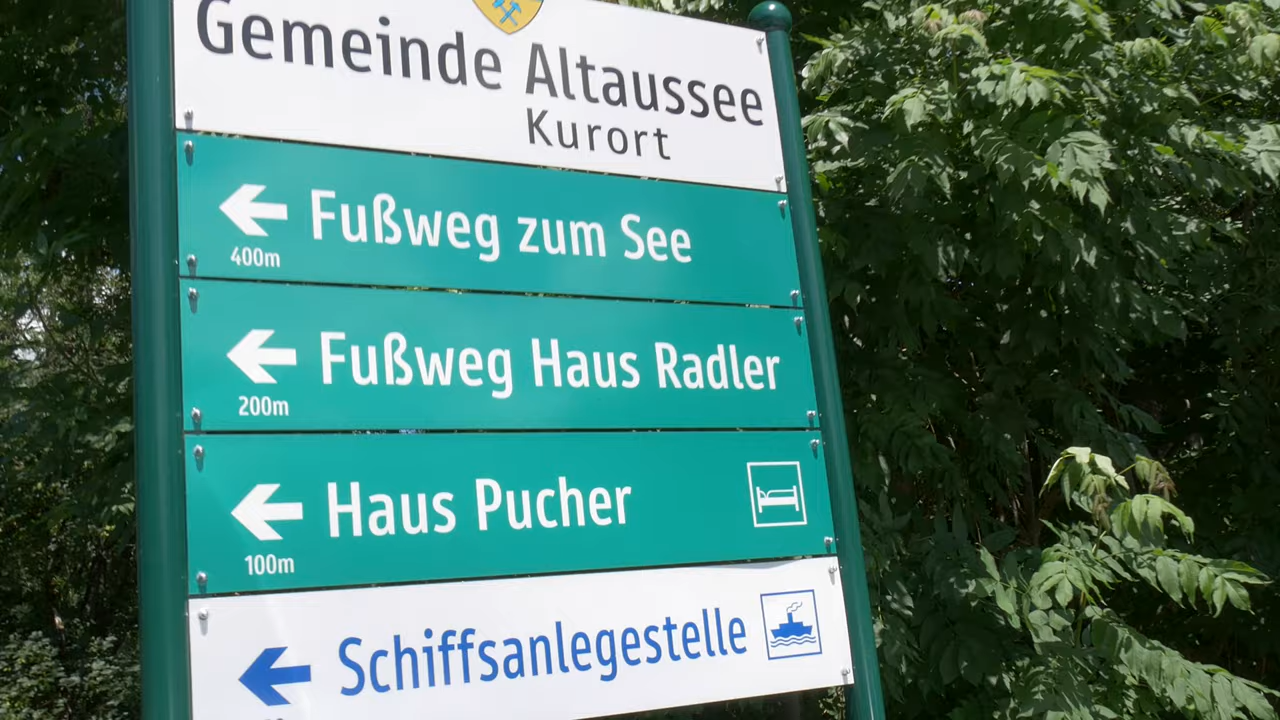 Gemeinde Altaussee
Kurort
Fußweg zum See
400m
Fußweg Haus Radler
200m
Haus Pucher
100m
Schiffsanlegestelle